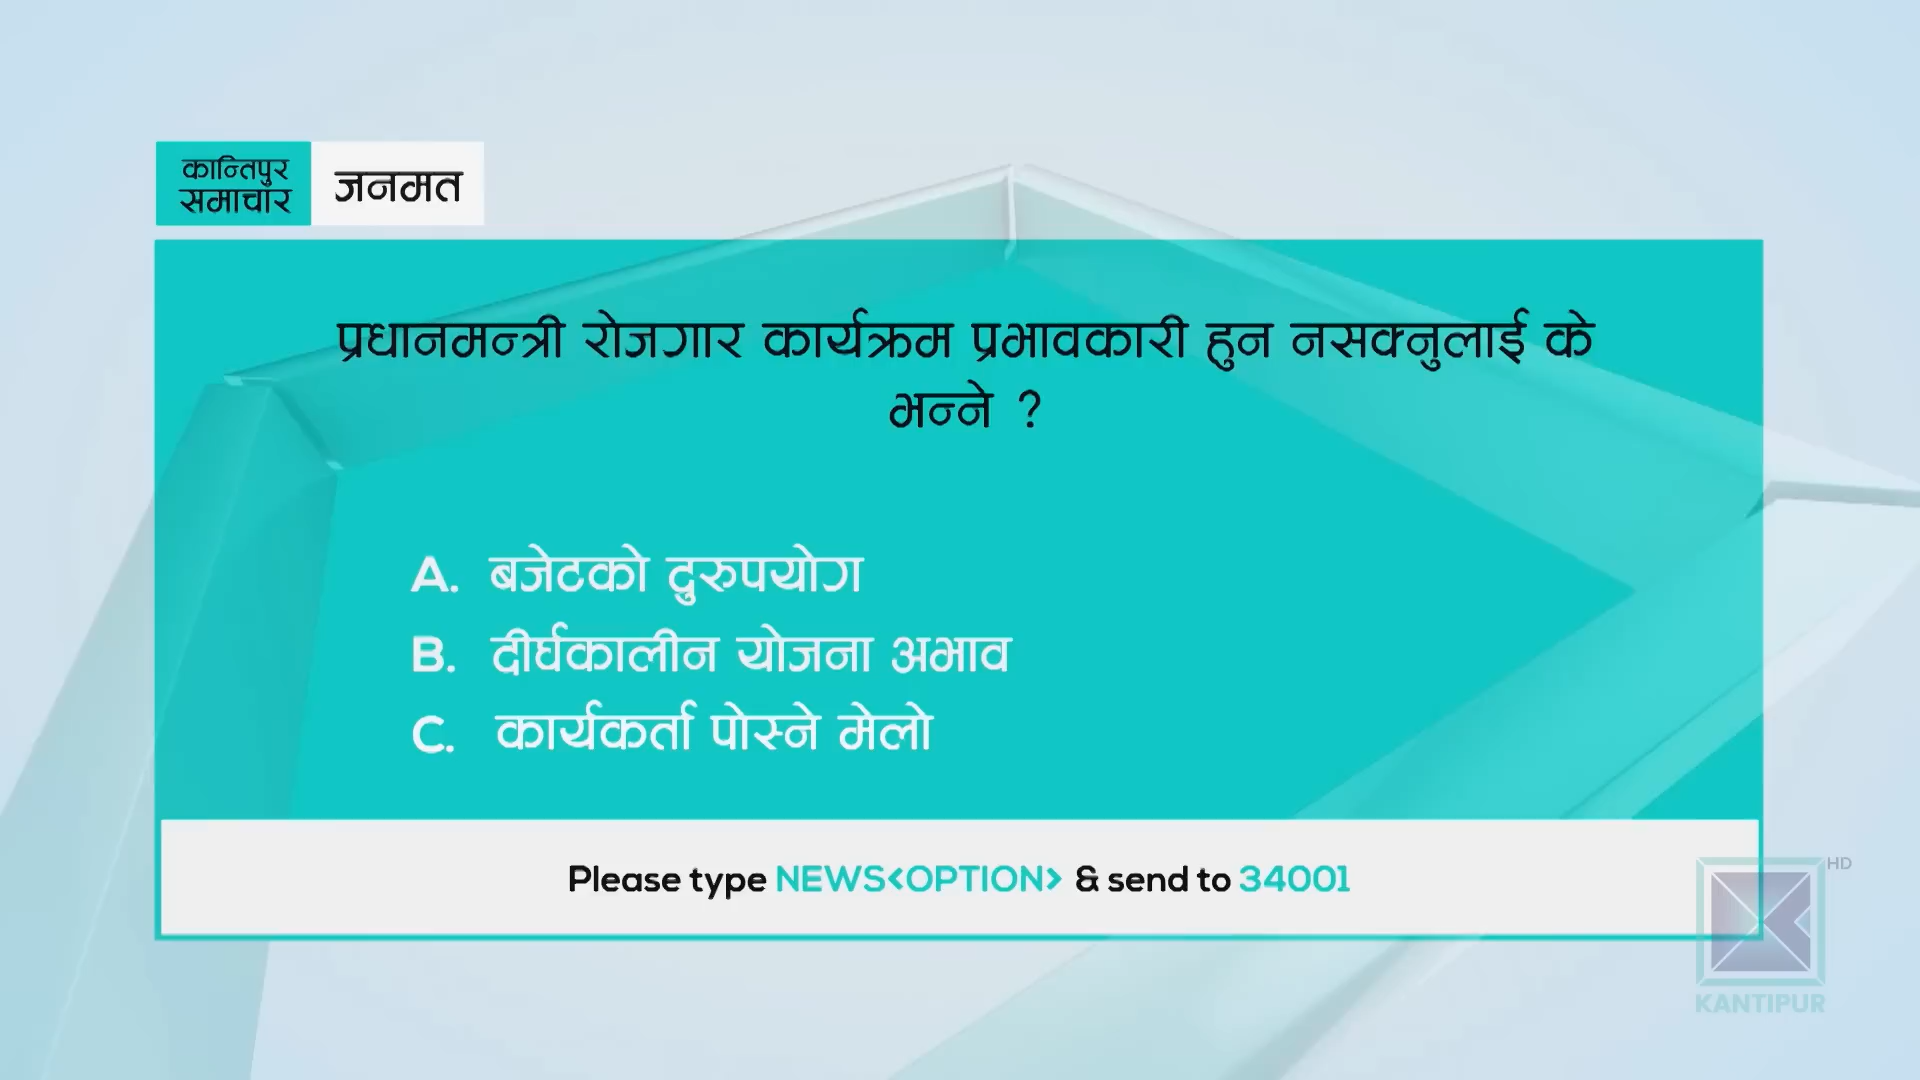 कान्तिपुर
समाचार
जनमत
प्रधानमन्त्री रोजगार कार्यक्रम प्रभावकारी हुन नसक्नुलाई के
भन्ने ?
A. बजेटको दुरुपयोग
B. दीर्घकालीन योजना अभाव
C. कार्यकर्ता पोस्ने मेलो
Please type NEWS<OPTION> & send to 34001
HD
KANTIPUR